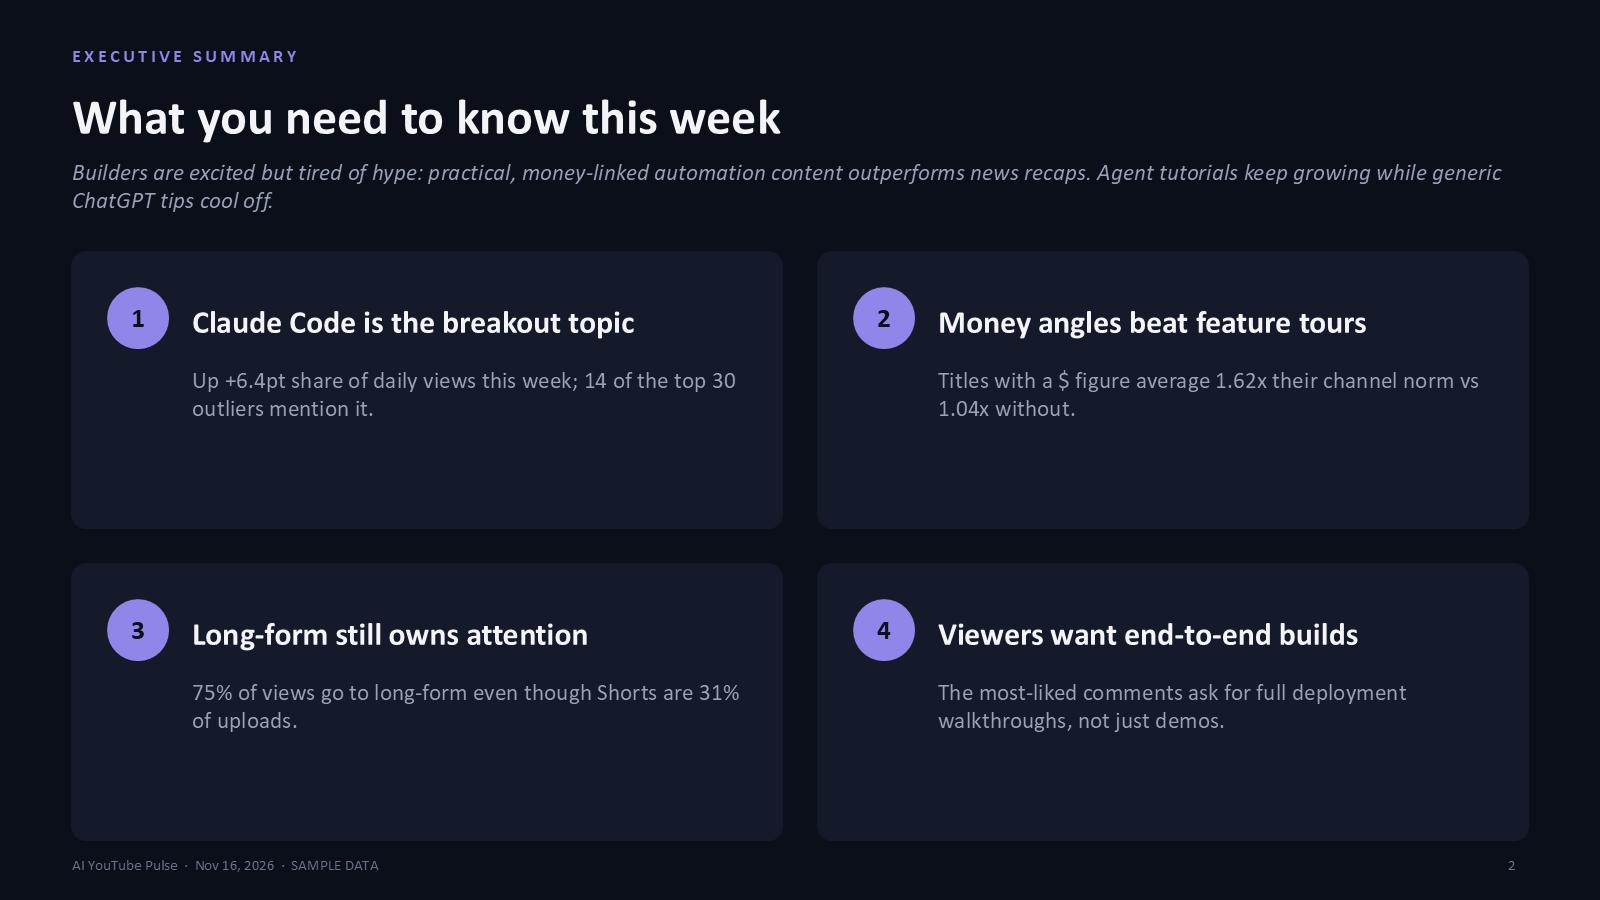 EXECUTIVE SUMMARY
What you need to know this week
Builders are excited but tired of hype: practical, money-linked automation content outperforms news recaps. Agent tutorials keep growing while generic
ChatGPT tips cool off.
1
Claude Code is the breakout topic
Up +6.4pt share of daily views this week; 14 of the top 30
outliers mention it.
2
Money angles beat feature tours
Titles with a $ figure average 1.62x their channel norm vs
1.04x without.
3
Long-form still owns attention
75% of views go to long-form even though Shorts are 31%
of uploads.
4
Viewers want end-to-end builds
The most-liked comments ask for full deployment
walkthroughs, not just demos.
AI YouTube Pulse · Nov 16, 2026 · SAMPLE DATA
2